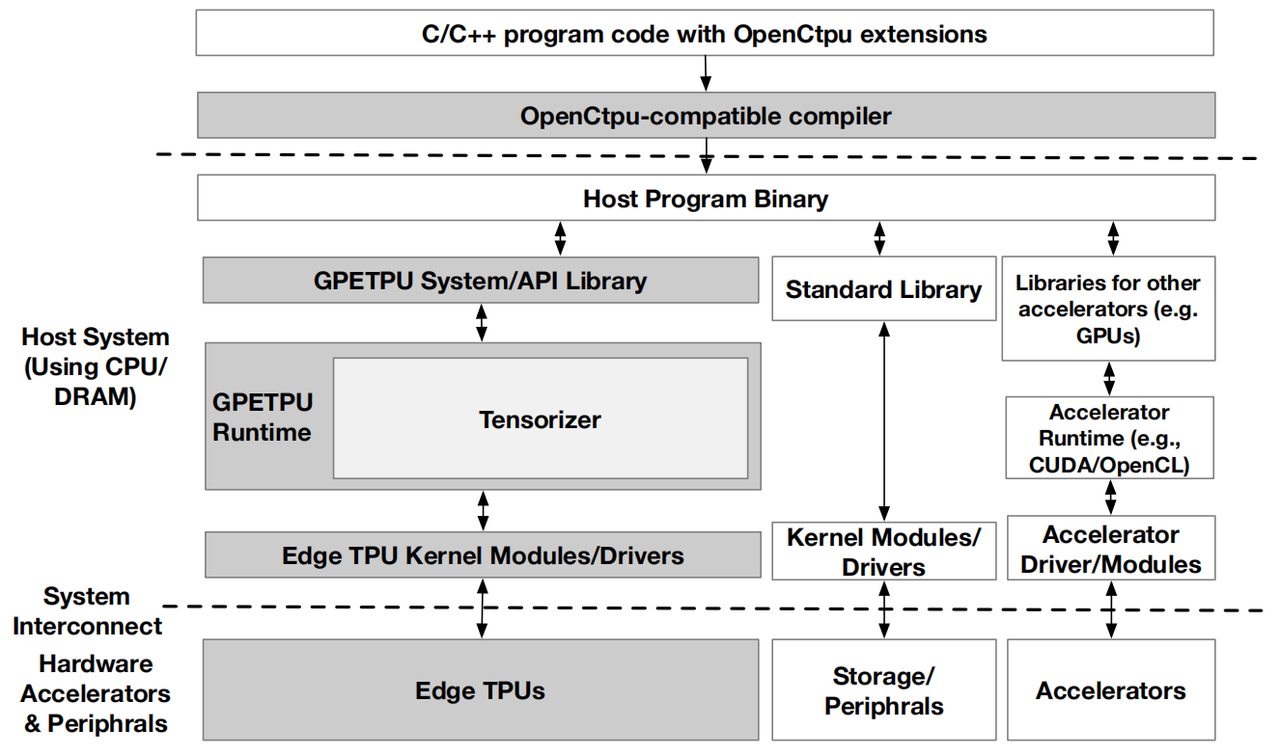 C/C++ program code with OpenCtpu extensions
OpenCtpu-compatible compiler
Host Program Binary
GPETPU System/API Library
Standard Library
Libraries for other
accelerators (e.g.
GPUs)
Host System
(Using CPU/
DRAM)
GPETPU
Runtime
Tensorizer
Accelerator
Runtime (e.g.,
CUDA/OpenCL)
Edge TPU Kernel Modules/Drivers
Kernel Modules/
Drivers
Accelerator
Driver/Modules
System
Interconnect
Hardware
Accelerators
& Periphrals
Edge TPUs
Storage/
Periphrals
Accelerators